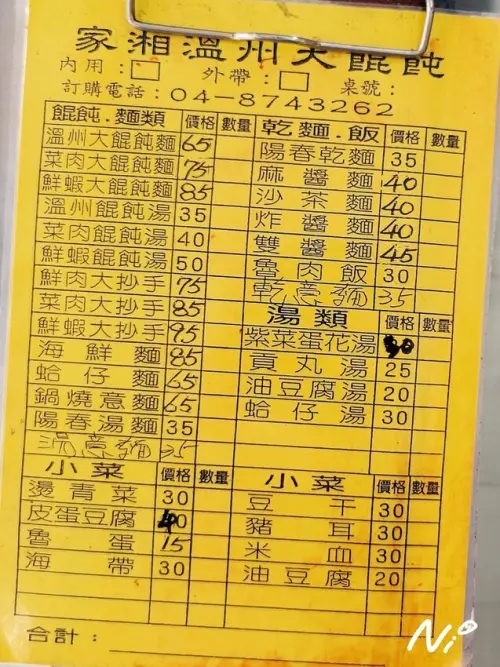 家湘溫州大餛飩
內用：□ 外帶：□ 桌號：
訂購電話：04-8743262
餛飩.麵類 價格 數量
溫州大餛飩麵 65
菜肉大餛飩麵 75
鮮蝦大餛飩麵 85
溫州餛飩湯 35
菜肉餛飩湯 40
鮮蝦餛飩湯 50
鮮肉大抄手 75
菜肉大抄手 85
鮮蝦大抄手 95
海鮮麵 85
蛤仔麵 65
鍋燒意麵 65
陽春湯麵 35
湯意麵 35
乾麵.飯 價格 數量
陽春乾麵 35
麻醬麵 40
沙茶麵 40
炸醬麵 40
雙醬麵 45
魯肉飯 30
乾意麵 35
湯類 價格 數量
紫菜蛋花湯 30
貢丸湯 25
油豆腐湯 20
蛤仔湯 30
小菜 價格 數量
燙青菜 30
皮蛋豆腐 40
魯蛋 15
海帶 30
小菜 價格 數量
豆干 30
豬耳 30
米血 30
油豆腐 20
合計：
Ni